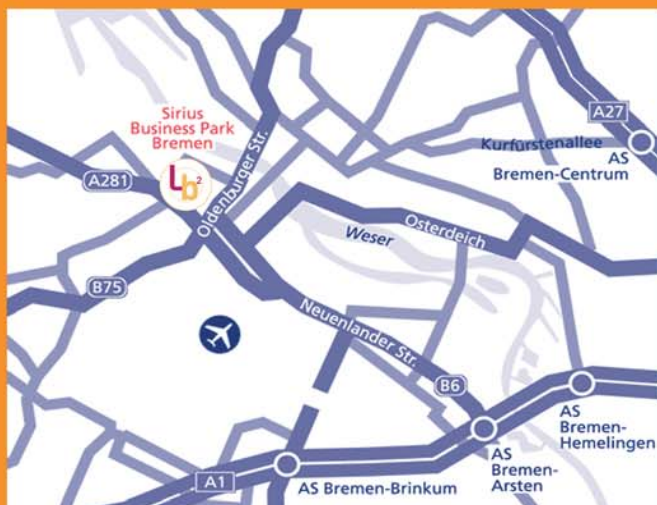 Sirius
Business Park
Bremen
A27
Kurfürstenallee
AS
Bremen-Centrum
A281
Lb²
Oldenburger Str.
Osterdeich
Weser
B75
Neuenlander Str.
B6
AS
Bremen-
Hemelingen
AS
Bremen-
Arsten
A1
AS Bremen-Brinkum